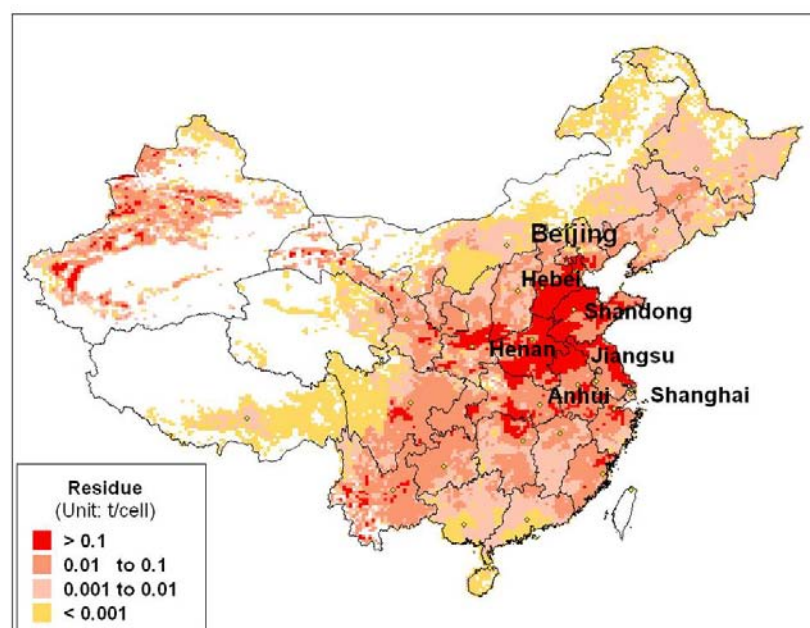 Beijing
Hebei
Shandong
Henan
Jiangsu
Anhui
Shanghai
Residue
(Unit: t/cell)
> 0.1
0.01 to 0.1
0.001 to 0.01
< 0.001